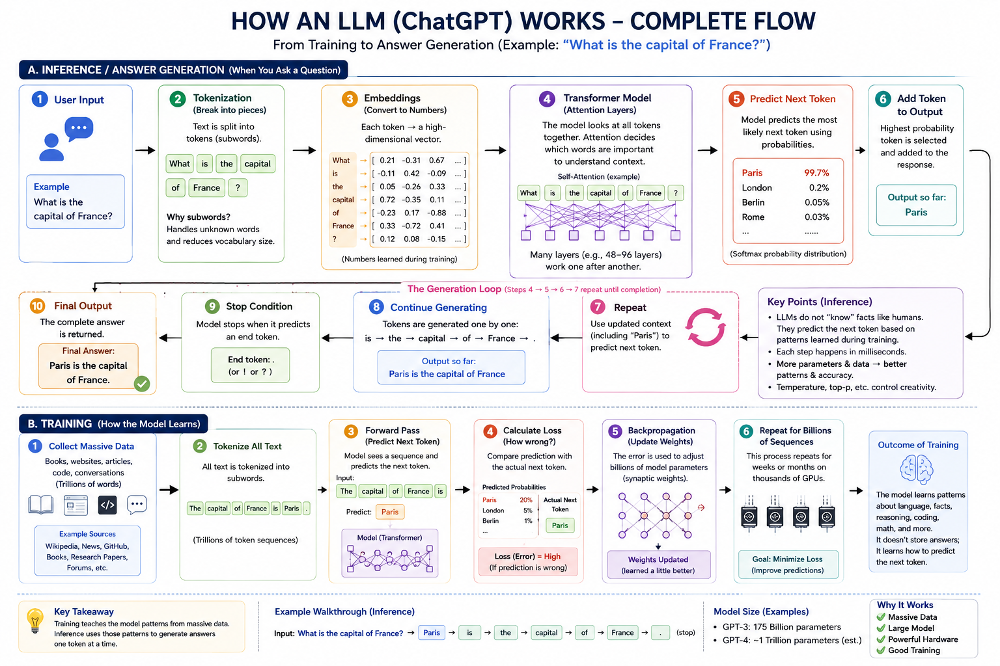 HOW AN LLM (ChatGPT) WORKS – COMPLETE FLOW
From Training to Answer Generation (Example: “What is the capital of France?”)
A. INFERENCE / ANSWER GENERATION (When You Ask a Question)
1 User Input
Example
What is the
capital of France?
2 Tokenization
(Break into pieces)
Text is split into
tokens (subwords).
What is the capital
of France ?
Why subwords?
Handles unknown words
and reduces vocabulary size.
3 Embeddings
(Convert to Numbers)
Each token → a high-
dimensional vector.
What → [ 0.21 -0.31 0.67 ... ]
is → [ -0.11 0.42 -0.09 ... ]
the → [ 0.05 -0.26 0.33 ... ]
capital → [ 0.72 -0.35 0.11 ... ]
of → [ -0.23 0.17 -0.88 ... ]
France → [ 0.33 -0.72 0.41 ... ]
? → [ 0.12 0.08 -0.15 ... ]
(Numbers learned during training)
4 Transformer Model
(Attention Layers)
The model looks at all tokens
together. Attention decides
which words are important
to understand context.
Self-Attention (example)
What is the capital of France ?
Many layers (e.g., 48–96 layers)
work one after another.
5 Predict Next Token
Model predicts the most
likely next token using
probabilities.
Paris 99.7%
London 0.2%
Berlin 0.05%
Rome 0.03%
... ......
(Softmax probability distribution)
6 Add Token
to Output
Highest probability
token is selected
and added to the
response.
Output so far:
Paris
The Generation Loop (Steps 4 → 5 → 6 → 7 repeat until completion)
10 Final Output
The complete answer
is returned.
Final Answer:
Paris is the capital
of France.
9 Stop Condition
Model stops when it predicts
an end token.
End token: .
(or ! or ? )
8 Continue Generating
Tokens are generated one by one:
is → the → capital → of → France → .
Output so far:
Paris is the capital of France
7 Repeat
Use updated context
(including “Paris”) to
predict next token.
Key Points (Inference)
• LLMs do not “know” facts like humans.
They predict the next token based on
patterns learned during training.
• Each step happens in milliseconds.
• More parameters & data → better
patterns & accuracy.
• Temperature, top-p, etc. control creativity.
B. TRAINING (How the Model Learns)
1 Collect Massive Data
Books, websites, articles,
code, conversations
(Trillions of words)
</>
Example Sources
Wikipedia, News, GitHub,
Books, Research Papers,
Forums, etc.
2 Tokenize All Text
All text is tokenized into
subwords.
The capital of France is Paris .
(Trillions of token sequences)
3 Forward Pass
(Predict Next Token)
Model sees a sequence and
predicts the next token.
Input:
The capital of France is
Predict: Paris
Model (Transformer)
4 Calculate Loss
(How wrong?)
Compare prediction with
the actual next token.
Predicted Probabilities
Paris 20%
London 5%
Berlin 1%
...
Actual Next
Token
Paris
Loss (Error) = High
(If prediction is wrong)
5 Backpropagation
(Update Weights)
The error is used to adjust
billions of model parameters
(synaptic weights).
Weights Updated
(learned a little better)
6 Repeat for Billions
of Sequences
This process repeats for
weeks or months on
thousands of GPUs.
Goal: Minimize Loss
(Improve predictions)
Outcome of Training
The model learns patterns
about language, facts,
reasoning, coding,
math, and more.
It doesn't store answers;
It learns how to predict
the next token.
Key Takeaway
Training teaches the model patterns from massive data.
Inference uses those patterns to generate answers
one token at a time.
Example Walkthrough (Inference)
Input: What is the capital of France? → Paris → is → the → capital → of → France → . (stop)
Model Size (Examples)
• GPT-3: 175 Billion parameters
• GPT-4: ~1 Trillion parameters (est.)
Why It Works
Massive Data
Large Model
Powerful Hardware
Good Training